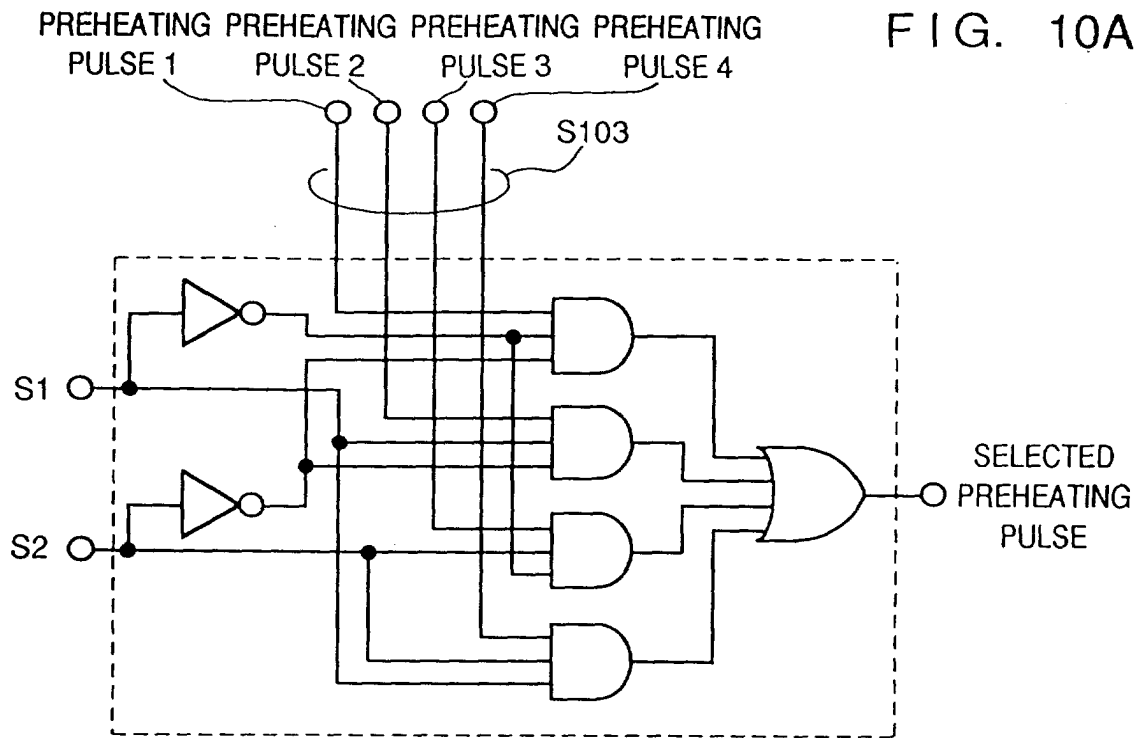 FIG. 10A
PREHEATING PREHEATING PREHEATING PREHEATING
PULSE 1 PULSE 2 PULSE 3 PULSE 4
S103
S1
S2
SELECTED
PREHEATING
PULSE